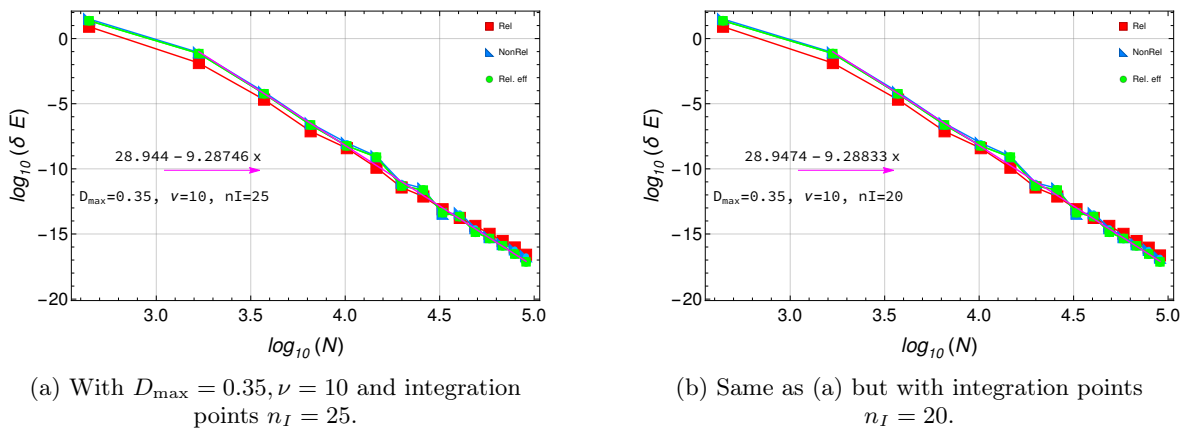 0
−5
−10
−15
−20
3.0
3.5
4.0
4.5
5.0
log₁₀(δ E)
log₁₀(N)
Rel
NonRel
Rel. eff
28.944 − 9.28746 x
Dₘₐₓ=0.35, ν=10, nI=25
(a) With Dₘₐₓ = 0.35, ν = 10 and integration
points n_I = 25.
0
−5
−10
−15
−20
3.0
3.5
4.0
4.5
5.0
log₁₀(δ E)
log₁₀(N)
Rel
NonRel
Rel. eff
28.9474 − 9.28833 x
Dₘₐₓ=0.35, ν=10, nI=20
(b) Same as (a) but with integration points
n_I = 20.